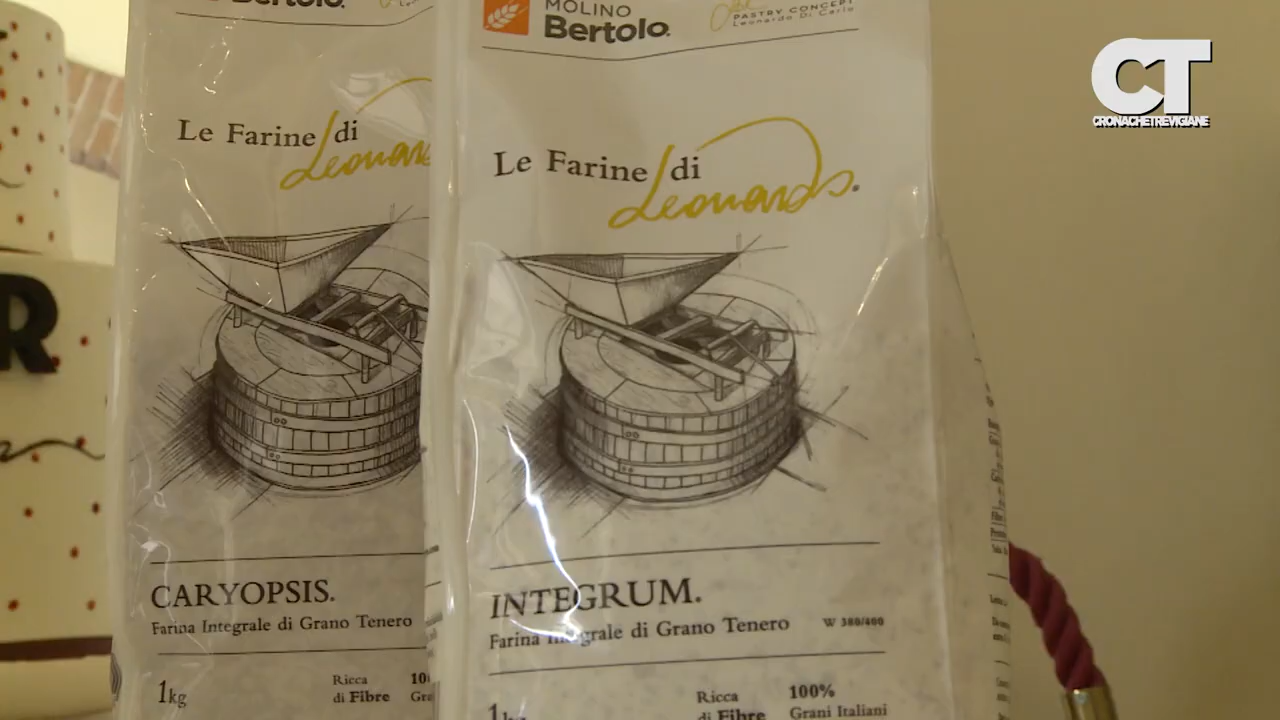 Bertolo.
Le Farine di
Leonardo
CARYOPSIS.
Farina Integrale di Grano Tenero
1kg
Ricca
di Fibre
MOLINO
Bertolo.
PASTRY CONCEPT
Leonardo Di Carlo
Le Farine di
Leonardo.
INTEGRUM.
Farina Integrale di Grano Tenero W 380/400
1kg
Ricca
di Fibre
100%
Grani Italiani
R
CT
CRONACHETREVIGIANE